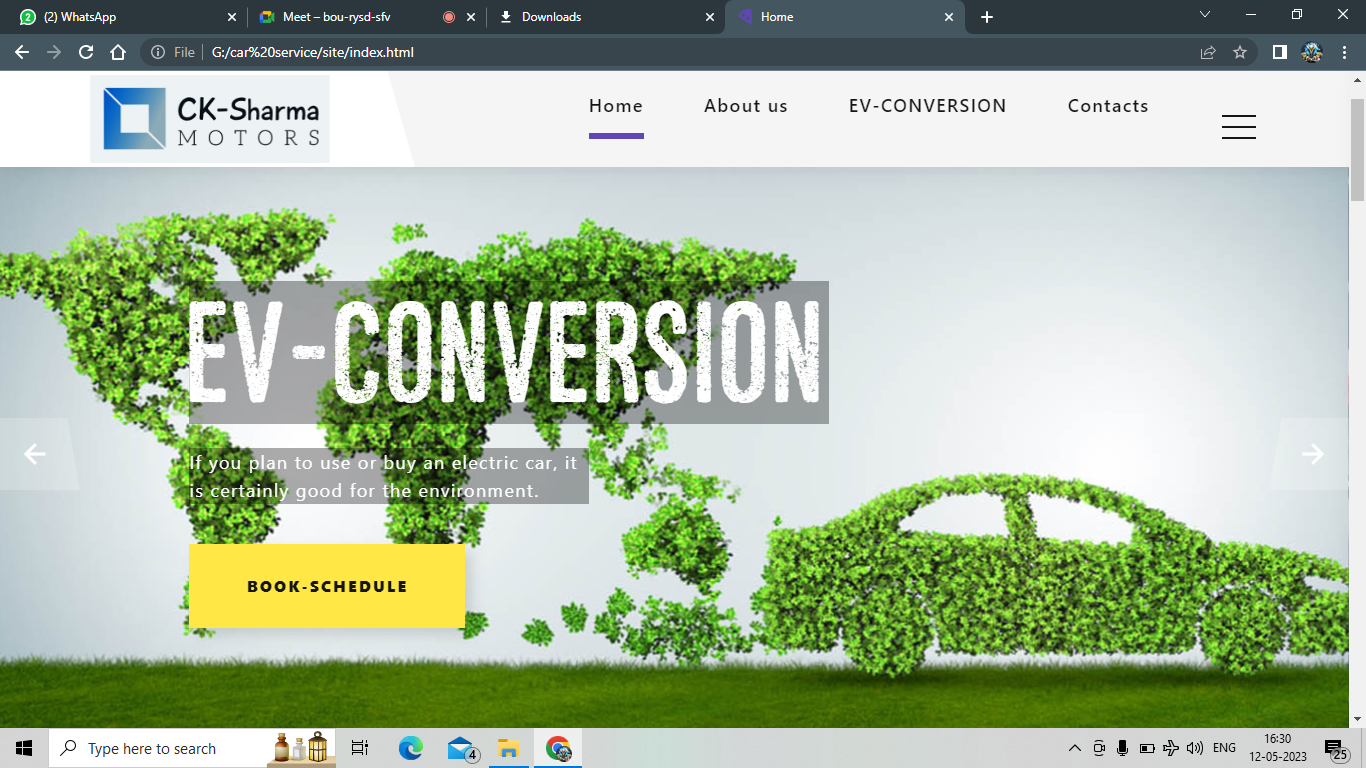 (2) WhatsApp
Meet – bou-rysd-sfv
Downloads
Home
File
G:/car%20service/site/index.html
CK-Sharma
MOTORS
Home
About us
EV-CONVERSION
Contacts
EV-CONVERSION
If you plan to use or buy an electric car, it
is certainly good for the environment.
BOOK-SCHEDULE
Type here to search
4
ENG
16:30
12-05-2023
25